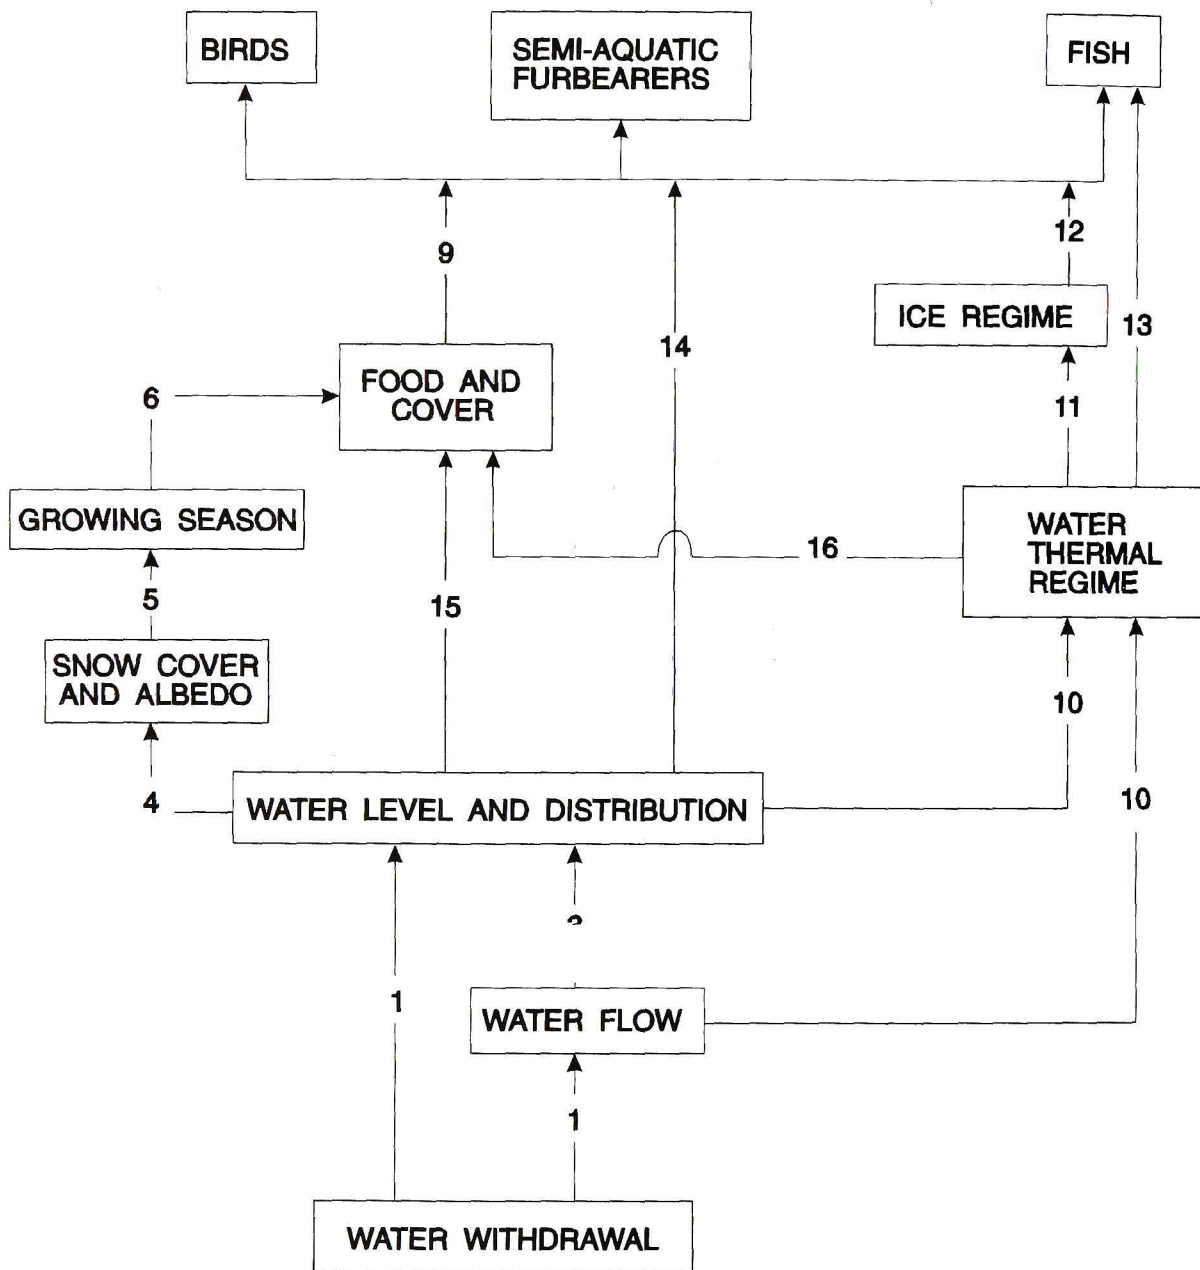 BIRDS
SEMI-AQUATIC
FURBEARERS
FISH
9
12
ICE REGIME
13
14
FOOD AND
COVER
6
11
GROWING SEASON
WATER
THERMAL
REGIME
16
5
15
SNOW COVER
AND ALBEDO
10
4
WATER LEVEL AND DISTRIBUTION
10
1
WATER FLOW
1
WATER WITHDRAWAL